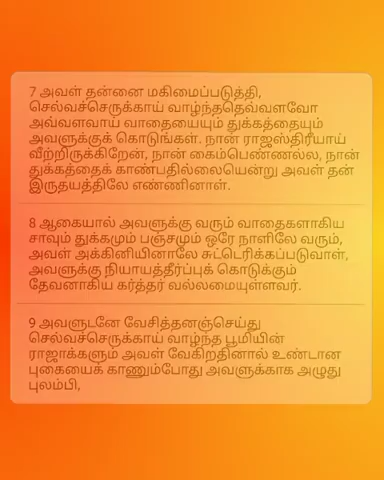 7 அவள் தன்னை மகிமைப்படுத்தி,
செல்வச்செருக்காய் வாழ்ந்ததெவ்வளவோ
அவ்வளவாய் வாதையையும் துக்கத்தையும்
அவளுக்குக் கொடுங்கள். நான் ராஜஸ்திரீயாய்
வீற்றிருக்கிறேன், நான் கைம்பெண்ணல்ல, நான்
துக்கத்தைக் காண்பதில்லையென்று அவள் தன்
இருதயத்திலே எண்ணினாள்.
8 ஆகையால் அவளுக்கு வரும் வாதைகளாகிய
சாவும் துக்கமும் பஞ்சமும் ஒரே நாளிலே வரும்,
அவள் அக்கினியினாலே சுட்டெரிக்கப்படுவாள்,
அவளுக்கு நியாயத்தீர்ப்புக் கொடுக்கும்
தேவனாகிய கர்த்தர் வல்லமையுள்ளவர்.
9 அவளுடனே வேசித்தனஞ்செய்து
செல்வச்செருக்காய் வாழ்ந்த பூமியின்
ராஜாக்களும் அவள் வேகிறதினால் உண்டான
புகையைக் காணும்போது அவளுக்காக அழுது
புலம்பி,